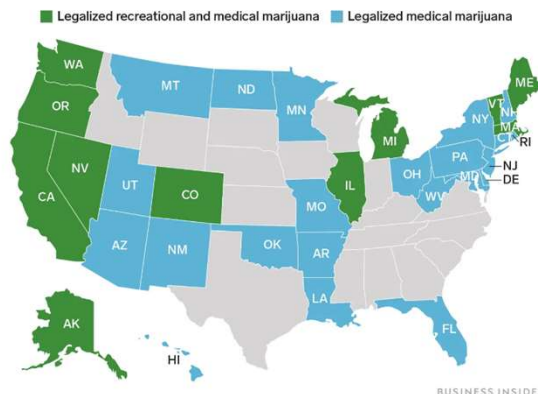 Legalized recreational and medical marijuana
Legalized medical marijuana
WA
MT
ND
MN
ME
VT
NH
OR
NY
MA
CT
RI
MI
NV
UT
CO
IL
OH
PA
NJ
MD
DE
CA
WV
MO
AZ
NM
OK
AR
LA
FL
AK
HI
BUSINESS INSIDE